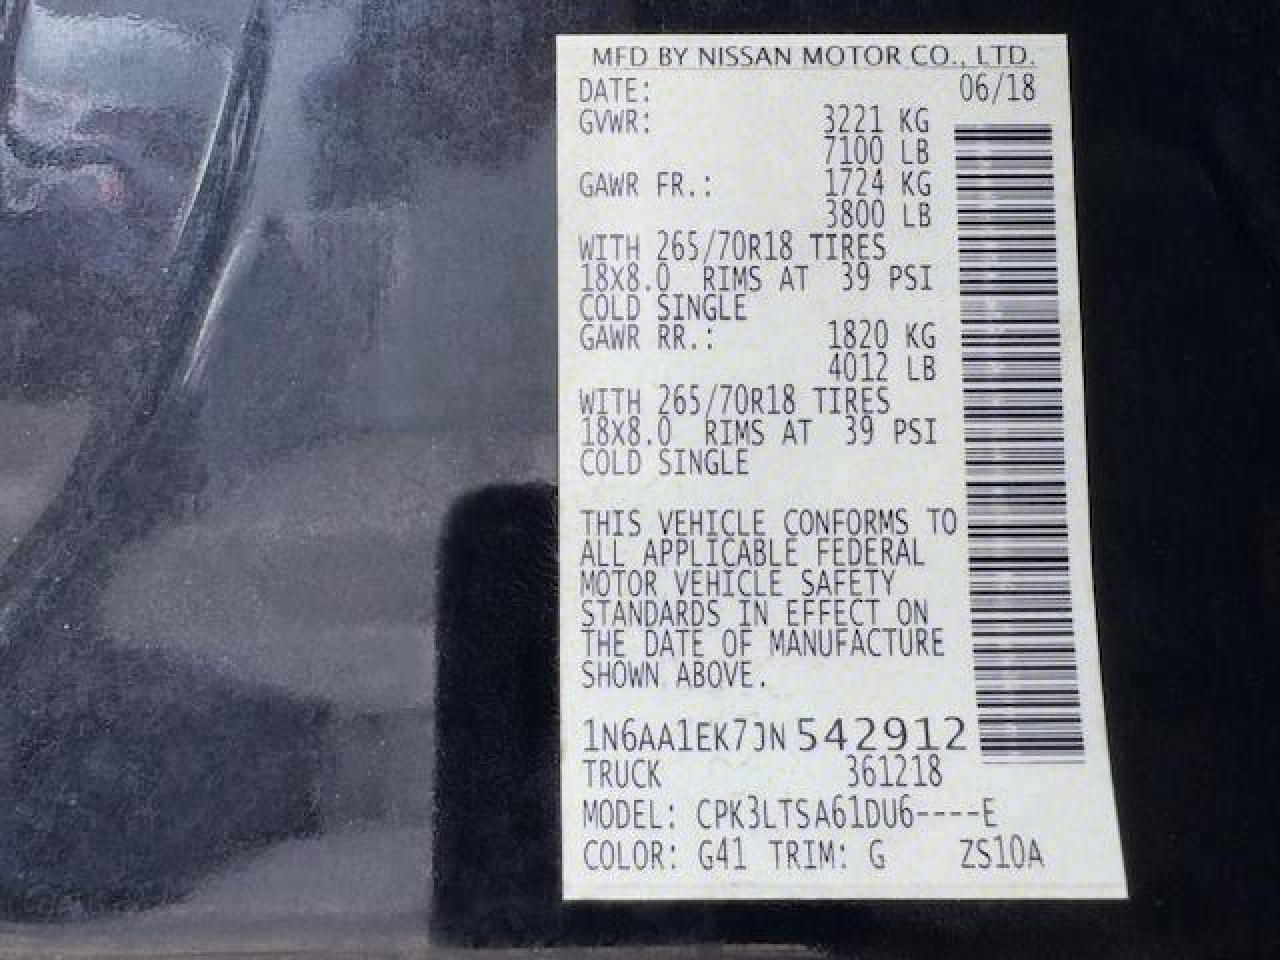 MFD BY NISSAN MOTOR CO., LTD.
DATE: 06/18
GVWR: 3221 KG
7100 LB
GAWR FR.: 1724 KG
3800 LB
WITH 265/70R18 TIRES
18X8.0 RIMS AT 39 PSI
COLD SINGLE
GAWR RR.: 1820 KG
4012 LB
WITH 265/70R18 TIRES
18X8.0 RIMS AT 39 PSI
COLD SINGLE
THIS VEHICLE CONFORMS TO
ALL APPLICABLE FEDERAL
MOTOR VEHICLE SAFETY
STANDARDS IN EFFECT ON
THE DATE OF MANUFACTURE
SHOWN ABOVE.
1N6AA1EK7JN542912
TRUCK 361218
MODEL: CPK3LTSA61DU6----E
COLOR: G41 TRIM: G ZS10A